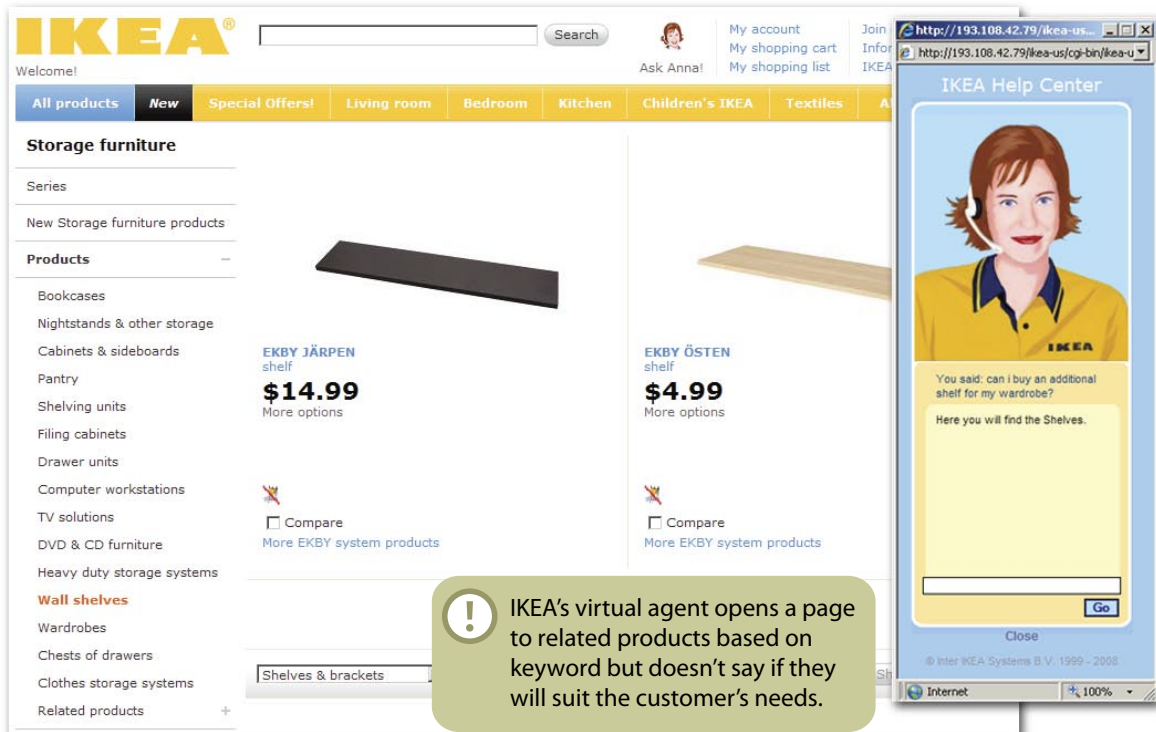 IKEA®
Search
Welcome!
Ask Anna!
My account
My shopping cart
My shopping list
Join
Infor
IKEA
All products
New
Special Offers!
Living room
Bedroom
Kitchen
Children's IKEA
Textiles
Storage furniture
Series
New Storage furniture products
Products −
Bookcases
Nightstands & other storage
Cabinets & sideboards
Pantry
Shelving units
Filing cabinets
Drawer units
Computer workstations
TV solutions
DVD & CD furniture
Heavy duty storage systems
Wall shelves
Wardrobes
Chests of drawers
Clothes storage systems
Related products +
EKBY JÄRPEN
shelf
$14.99
More options
Compare
More EKBY system products
EKBY ÖSTEN
shelf
$4.99
More options
Compare
More EKBY system products
Shelves & brackets
Sh
! IKEA’s virtual agent opens a page
to related products based on
keyword but doesn’t say if they
will suit the customer’s needs.
http://193.108.42.79/ikea-us...
http://193.108.42.79/ikea-us/cgi-bin/ikea-u
IKEA Help Center
IKEA
You said: can i buy an additional
shelf for my wardrobe?
Here you will find the Shelves.
Go
Close
© Inter IKEA Systems B.V. 1999 - 2008
Internet
100%